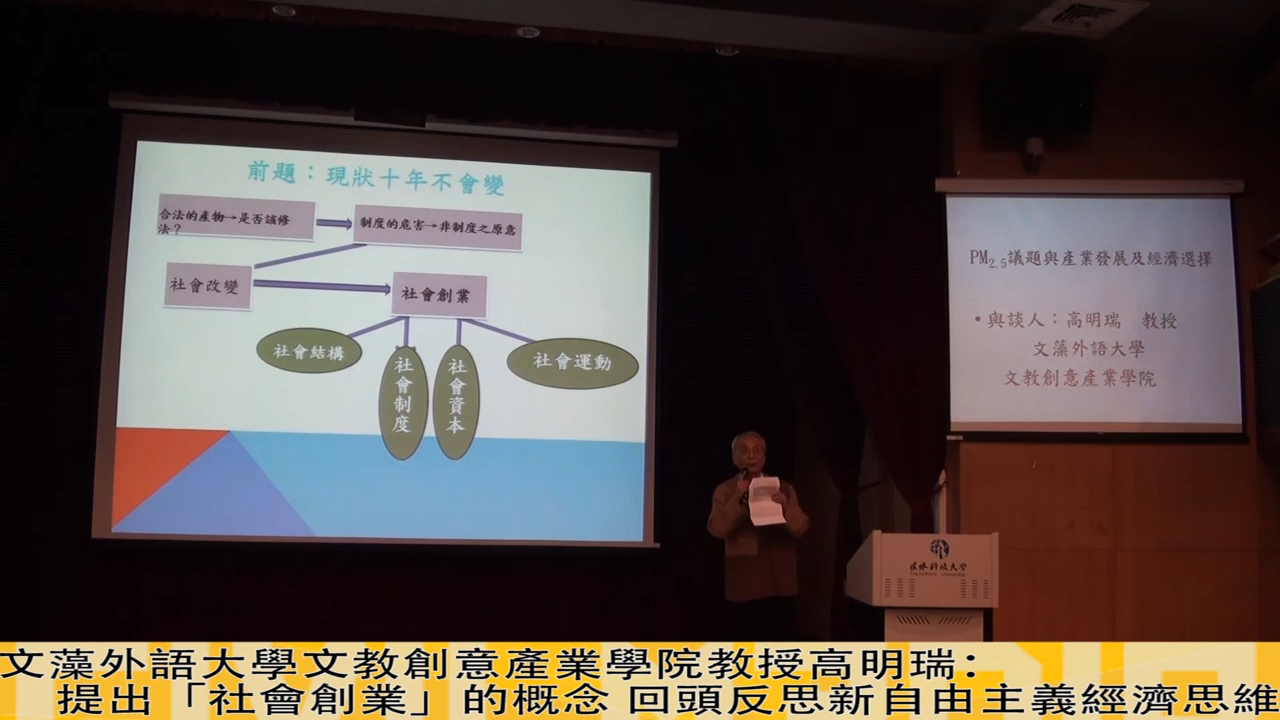 前題：現狀十年不會變
合法的產物→是否該修
法？
制度的危害→非制度之原意
社會改變
社會創業
社會結構
社會制度
社會資本
社會運動
PM2.5議題與產業發展及經濟選擇
•與談人：高明瑞　教授
文藻外語大學
文教創意產業學院
環球科技大學
文藻外語大學文教創意產業學院教授高明瑞：
提出「社會創業」的概念 回頭反思新自由主義經濟思維